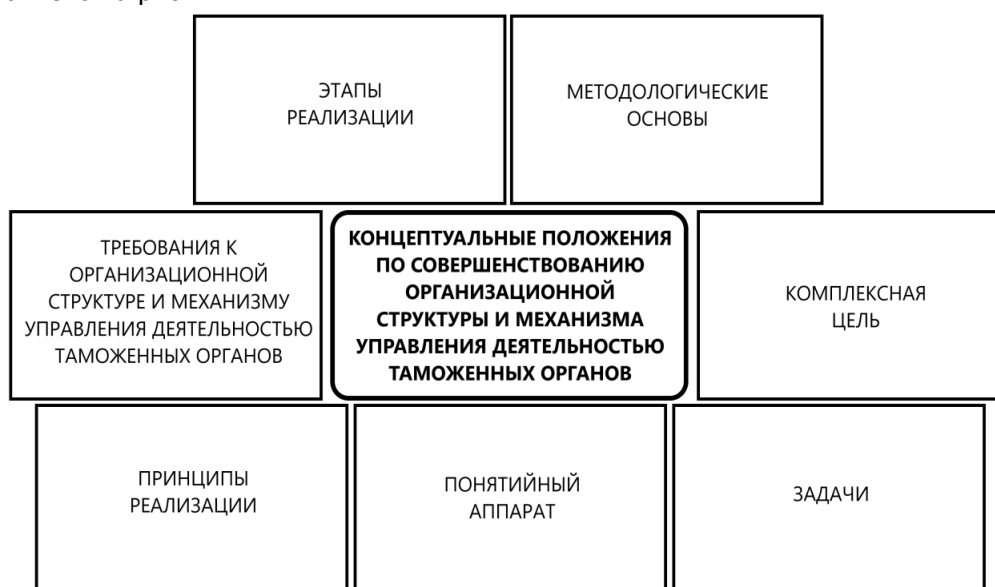 ЭТАПЫ
РЕАЛИЗАЦИИ
МЕТОДОЛОГИЧЕСКИЕ
ОСНОВЫ
ТРЕБОВАНИЯ К
ОРГАНИЗАЦИОННОЙ
СТРУКТУРЕ И МЕХАНИЗМУ
УПРАВЛЕНИЯ ДЕЯТЕЛЬНОСТЬЮ
ТАМОЖЕННЫХ ОРГАНОВ
КОНЦЕПТУАЛЬНЫЕ ПОЛОЖЕНИЯ
ПО СОВЕРШЕНСТВОВАНИЮ
ОРГАНИЗАЦИОННОЙ
СТРУКТУРЫ И МЕХАНИЗМА
УПРАВЛЕНИЯ ДЕЯТЕЛЬНОСТЬЮ
ТАМОЖЕННЫХ ОРГАНОВ
КОМПЛЕКСНАЯ
ЦЕЛЬ
ПРИНЦИПЫ
РЕАЛИЗАЦИИ
ПОНЯТИЙНЫЙ
АППАРАТ
ЗАДАЧИ